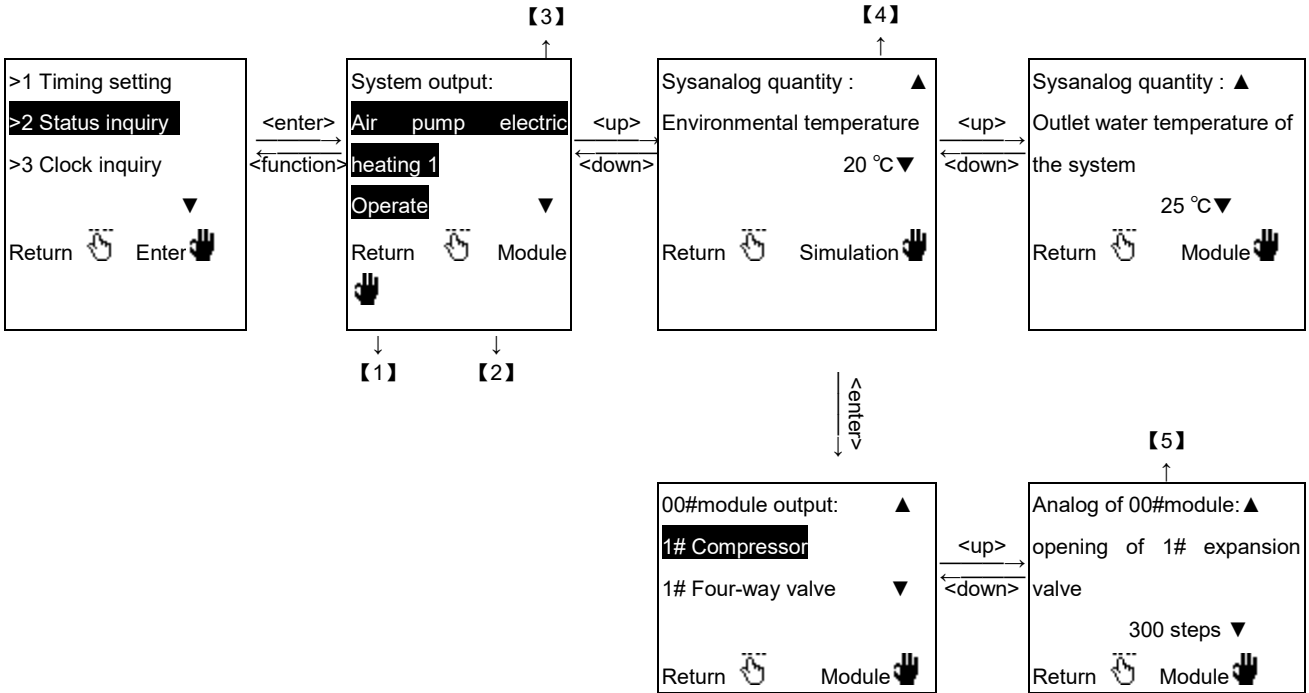 【3】
【4】
↑
↑
>1 Timing setting
>2 Status inquiry
>3 Clock inquiry
▼
Return Enter
<enter>
<function>
System output:
Air pump electric
heating 1
Operate ▼
Return Module
↓ ↓
【1】 【2】
<up>
<down>
Sysanalog quantity : ▲
Environmental temperature
20 ℃▼
Return Simulation
<up>
<down>
Sysanalog quantity : ▲
Outlet water temperature of
the system
25 ℃▼
Return Module
<enter>
【5】
↑
00#module output: ▲
1# Compressor
1# Four-way valve ▼
Return Module
<up>
<down>
Analog of 00#module:▲
opening of 1# expansion
valve
300 steps ▼
Return Module